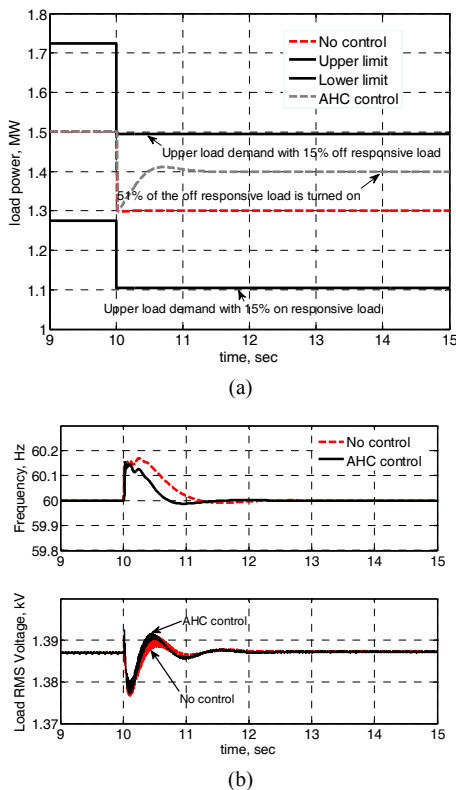 1.8
1.7
1.6
1.5
1.4
1.3
1.2
1.1
1
load power, MW
No control
Upper limit
Lower limit
AHC control
Upper load demand with 15% off responsive load
51% of the off responsive load is turned on
Upper load demand with 15% on responsive load
9 10 11 12 13 14 15
time, sec
(a)
60.2
60.1
60
59.9
59.8
Frequency, Hz
No control
AHC control
9 10 11 12 13 14 15
1.39
1.38
1.37
Load RMS Voltage, kV
AHC control
No control
9 10 11 12 13 14 15
time, sec
(b)